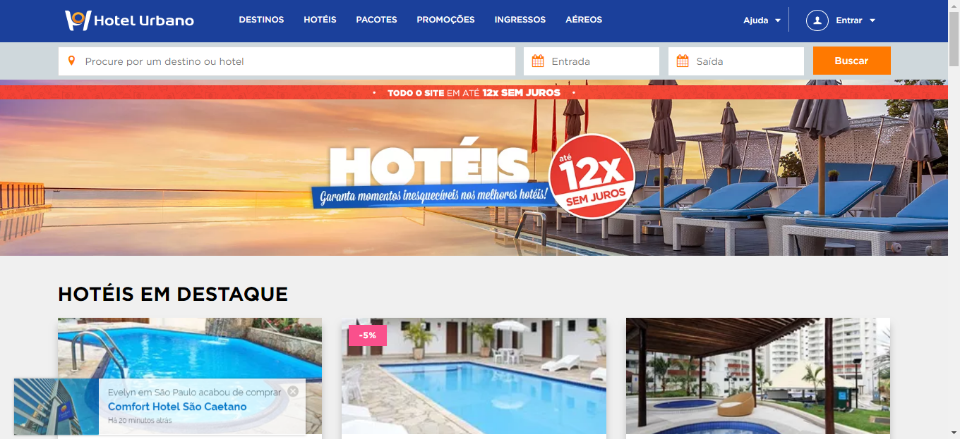 Hotel Urbano
DESTINOS HOTÉIS PACOTES PROMOÇÕES INGRESSOS AÉREOS
Ajuda Entrar
Procure por um destino ou hotel
Entrada
Saída
Buscar
• TODO O SITE EM ATÉ 12x SEM JUROS •
HOTÉIS
Garanta momentos inesquecíveis nos melhores hotéis!
até
12x
SEM JUROS
HOTÉIS EM DESTAQUE
-5%
Evelyn em São Paulo acabou de comprar
Comfort Hotel São Caetano
Há 20 minutos atrás